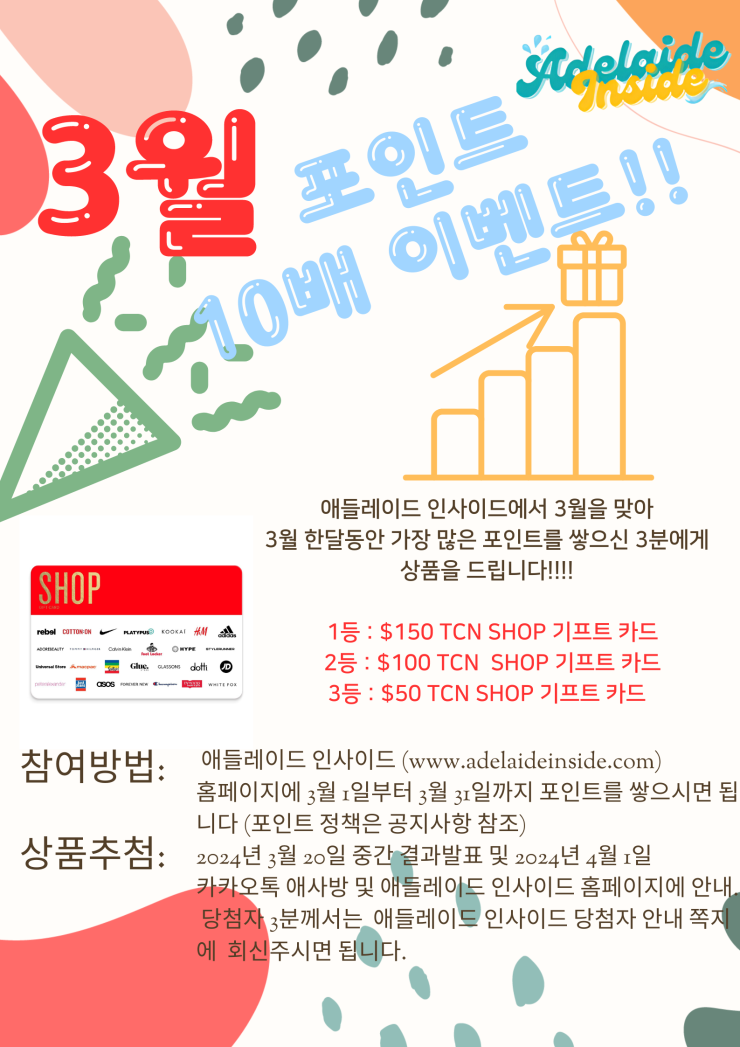 Adelaide
Inside
3월
포인트
10배 이벤트!!
애들레이드 인사이드에서 3월을 맞아
3월 한달동안 가장 많은 포인트를 쌓으신 3분에게
상품을 드립니다!!!!
SHOP
GIFT CARD
rebel COTTON:ON PLATYPUS KOOKAÏ H&M adidas
ADOREBEAUTY TOMMY HILFIGER Calvin Klein Foot Locker HYPE STYLERUNNER
Universal Store Glue. GLASSONS dotti JD
ASOS FOREVER NEW Champion WHITE FOX
1등 : $150 TCN SHOP 기프트 카드
2등 : $100 TCN SHOP 기프트 카드
3등 : $50 TCN SHOP 기프트 카드
참여방법: 애들레이드 인사이드 (www.adelaideinside.com)
홈페이지에 3월 1일부터 3월 31일까지 포인트를 쌓으시면 됩
니다 (포인트 정책은 공지사항 참조)
상품추첨: 2024년 3월 20일 중간 결과발표 및 2024년 4월 1일
카카오톡 애사방 및 애들레이드 인사이드 홈페이지에 안내.
당첨자 3분께서는 애들레이드 인사이드 당첨자 안내 쪽지
에 회신주시면 됩니다.